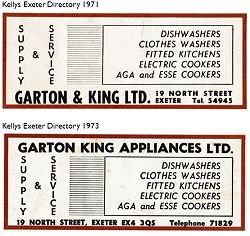 Kellys Exeter Directory 1971
SUPPLY & SERVICE
DISHWASHERS
CLOTHES WASHERS
FITTED KITCHENS
ELECTRIC COOKERS
AGA and ESSE COOKERS
GARTON & KING LTD. 19 NORTH STREET
EXETER Tel. 54945
Kellys Exeter Directory 1973
GARTON KING APPLIANCES LTD.
SUPPLY & SERVICE
DISHWASHERS
CLOTHES WASHERS
FITTED KITCHENS
ELECTRIC COOKERS
AGA and ESSE COOKERS
19 NORTH STREET, EXETER EX4 3QS Telephone 71829